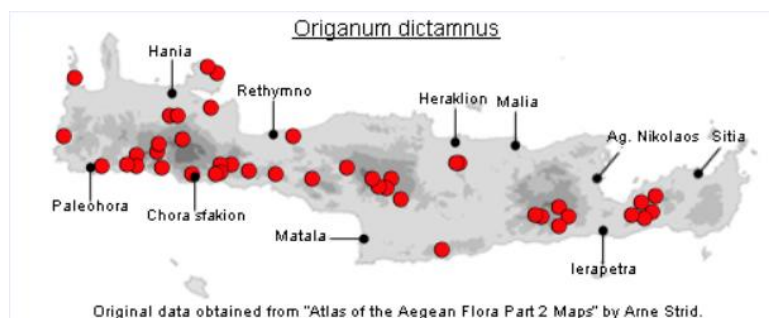 Origanum dictamnus
Hania
Rethymno
Heraklion
Malia
Ag. Nikolaos
Sitia
Paleohora
Chora sfakion
Matala
Ierapetra
Original data obtained from "Atlas of the Aegean Flora Part 2 Maps" by Arne Strid.